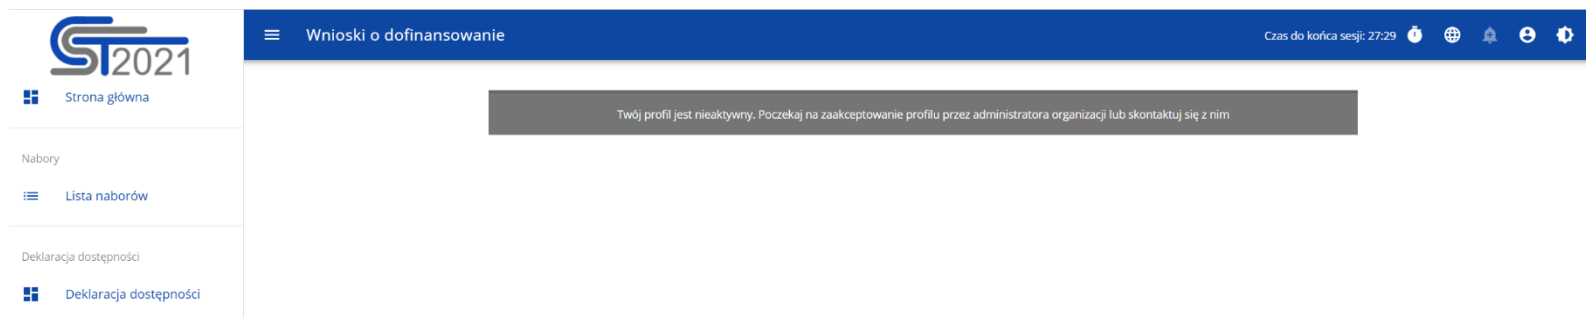 CST2021
Wnioski o dofinansowanie
Czas do końca sesji: 27:29
Strona główna
Twój profil jest nieaktywny. Poczekaj na zaakceptowanie profilu przez administratora organizacji lub skontaktuj się z nim
Nabory
Lista naborów
Deklaracja dostępności
Deklaracja dostępności